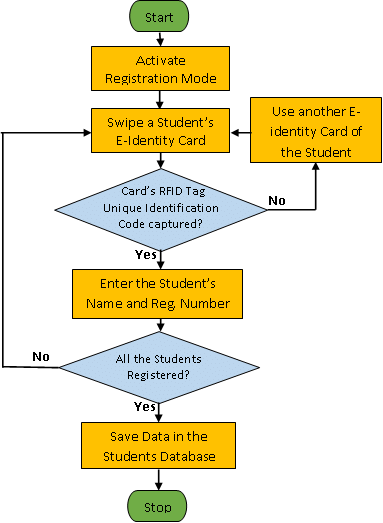 Start
Activate
Registration Mode
Swipe a Student's
E-Identity Card
Use another E-
identity Card of
the Student
Card's RFID Tag
Unique Identification
Code captured?
No
Yes
Enter the Student's
Name and Reg. Number
All the Students
Registered?
No
Yes
Save Data in the
Students Database
Stop